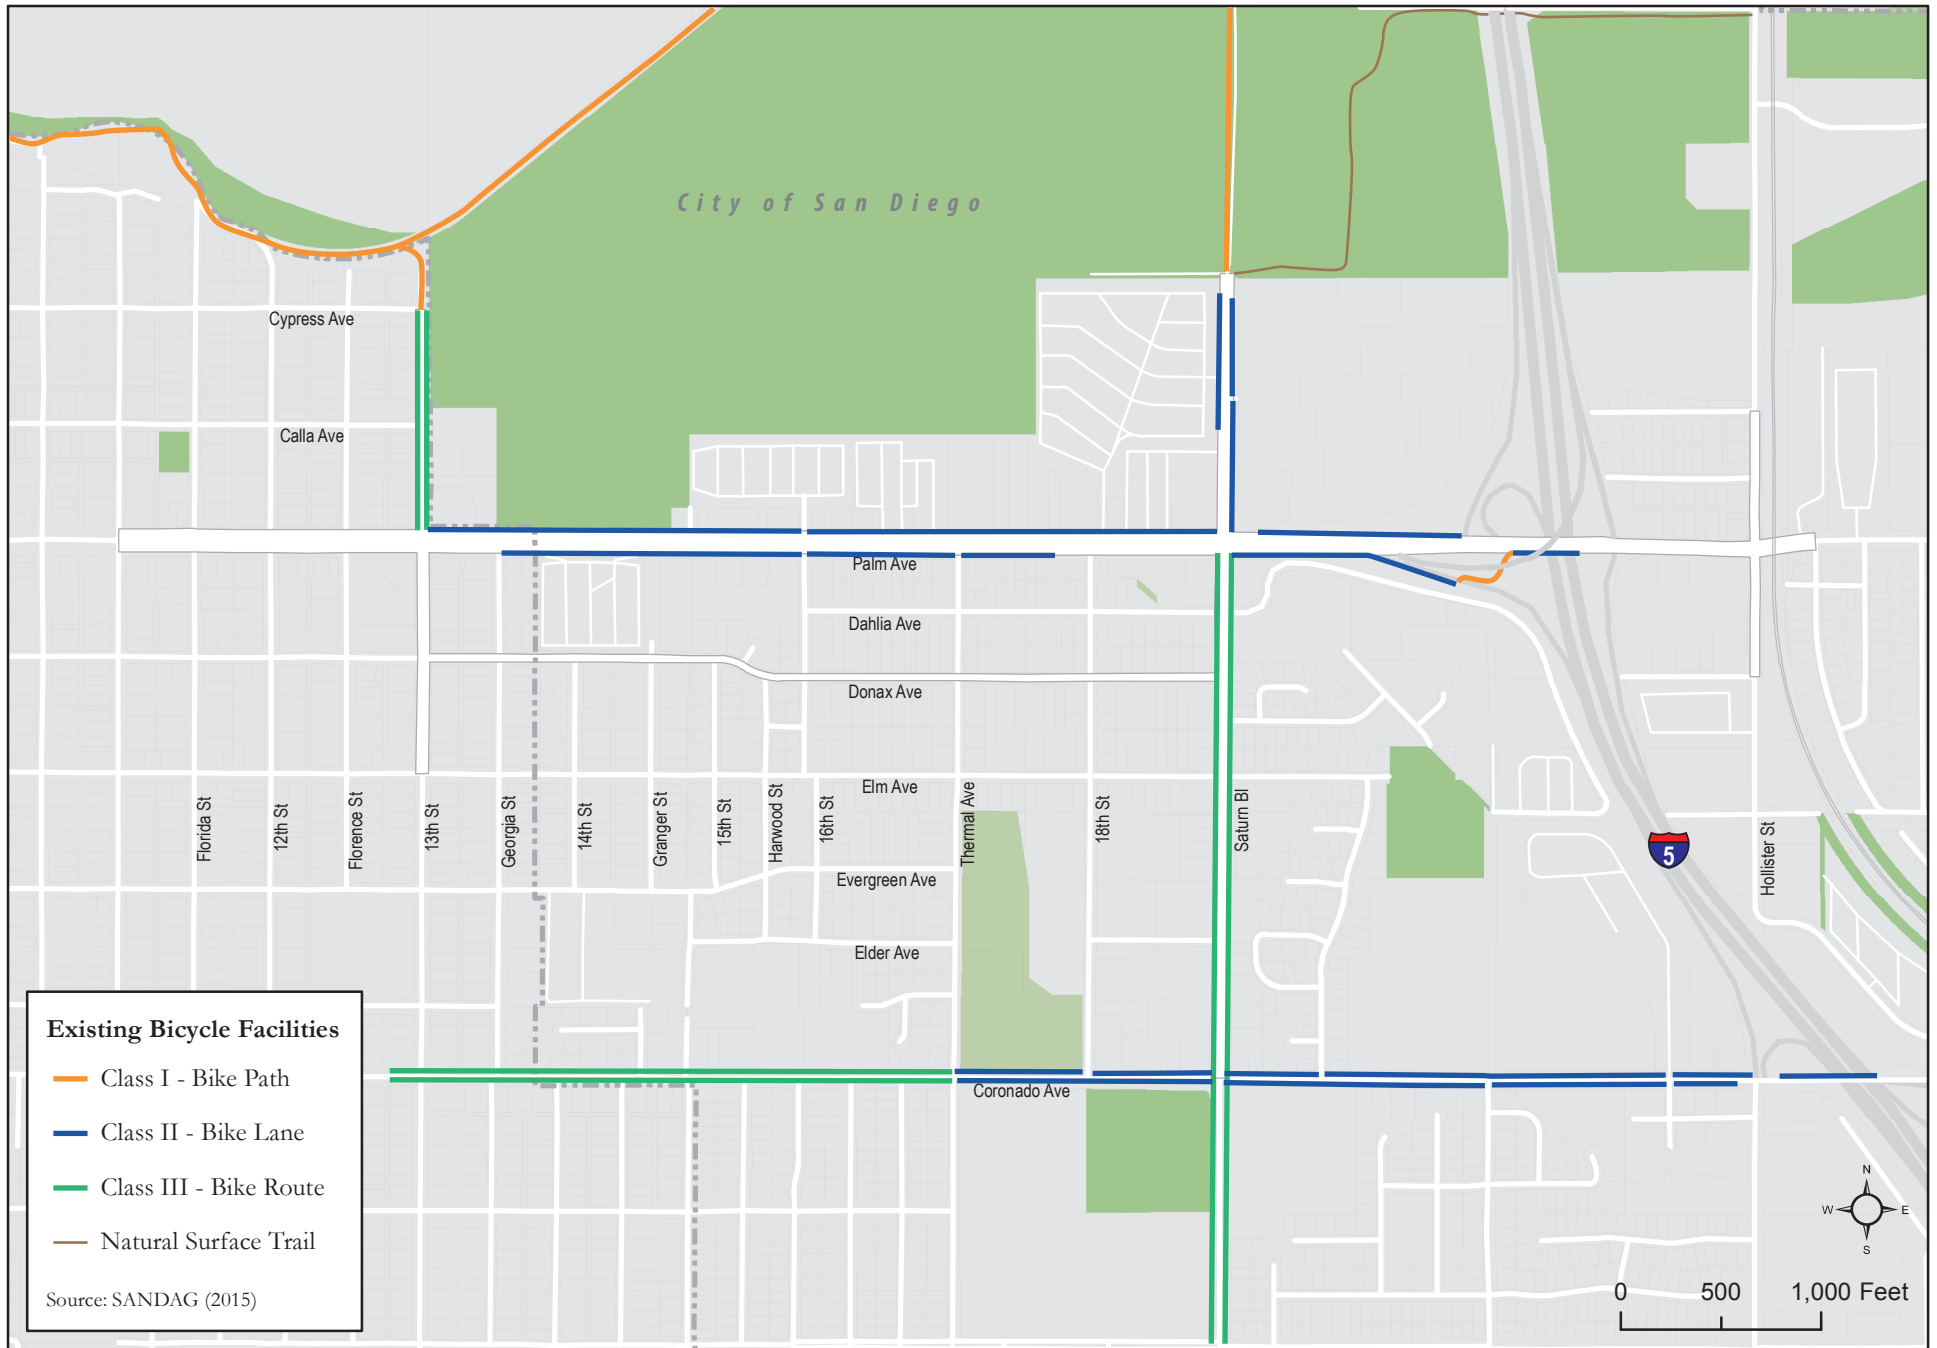 City of San Diego
Cypress Ave
Calla Ave
Palm Ave
Dahlia Ave
Donax Ave
Elm Ave
Florida St
12th St
Florence St
13th St
Georgia St
14th St
Granger St
15th St
Harwood St
16th St
Thermal Ave
18th St
Saturn Bl
Hollister St
5
Evergreen Ave
Elder Ave
Coronado Ave
Existing Bicycle Facilities
Class I - Bike Path
Class II - Bike Lane
Class III - Bike Route
Natural Surface Trail
Source: SANDAG (2015)
N
W E
S
0 500 1,000 Feet